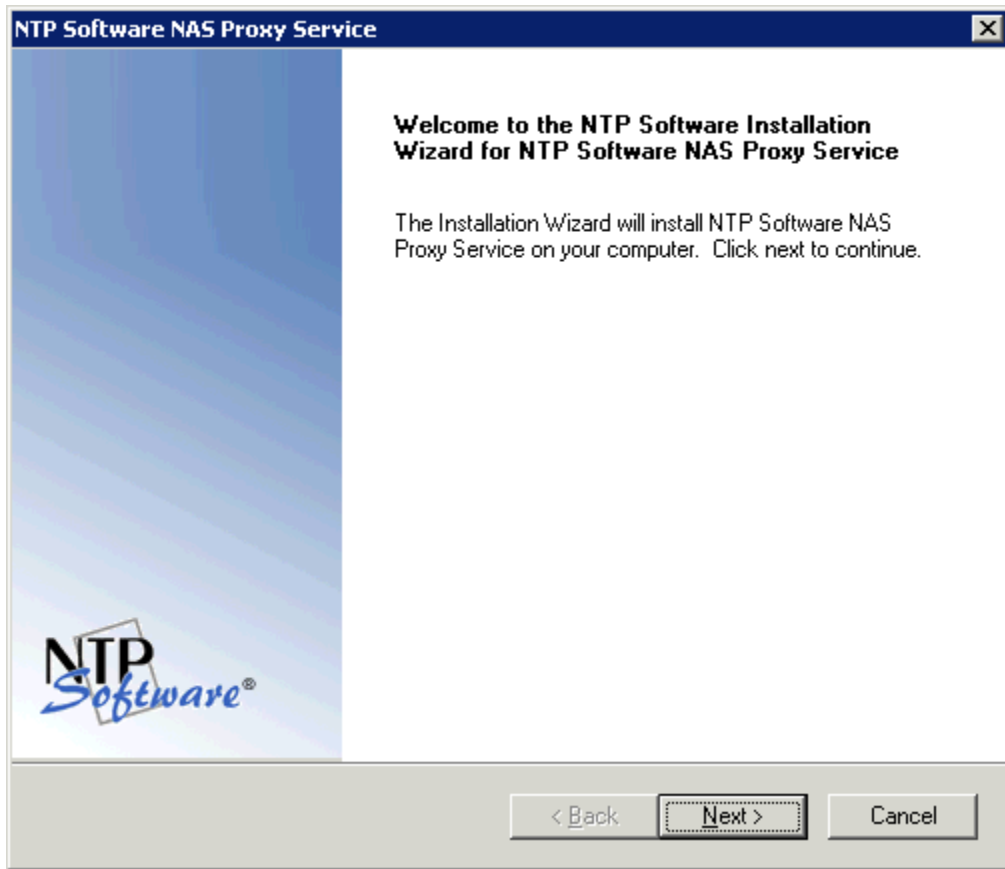 NTP Software NAS Proxy Service
Welcome to the NTP Software Installation
Wizard for NTP Software NAS Proxy Service
The Installation Wizard will install NTP Software NAS
Proxy Service on your computer.  Click next to continue.
NTP
Software®
< Back
Next >
Cancel